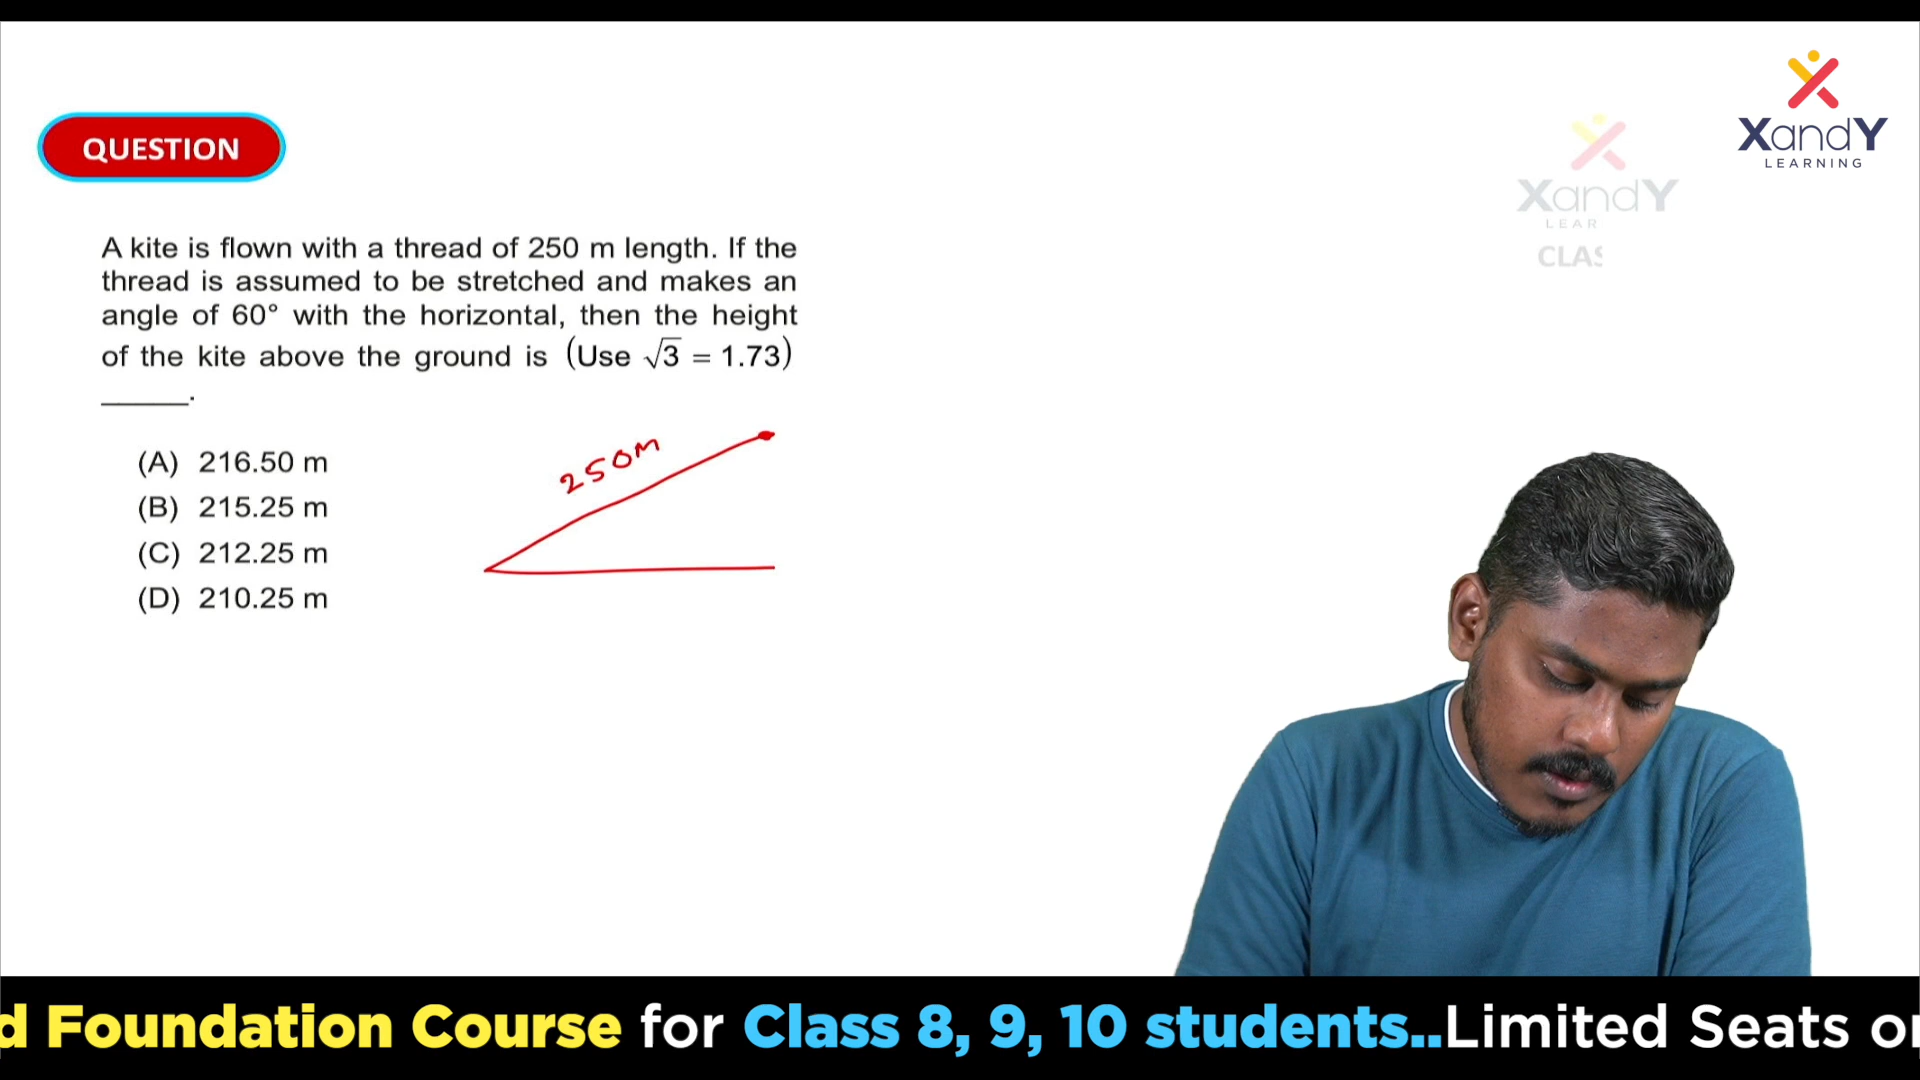 XandY
LEARNING
XandY
LEAR
CLAS
QUESTION
A kite is flown with a thread of 250 m length. If the
thread is assumed to be stretched and makes an
angle of 60° with the horizontal, then the height
of the kite above the ground is (Use √3 = 1.73)
______.
(A) 216.50 m
(B) 215.25 m
(C) 212.25 m
(D) 210.25 m
250m
d Foundation Course for Class 8, 9, 10 students..Limited Seats o